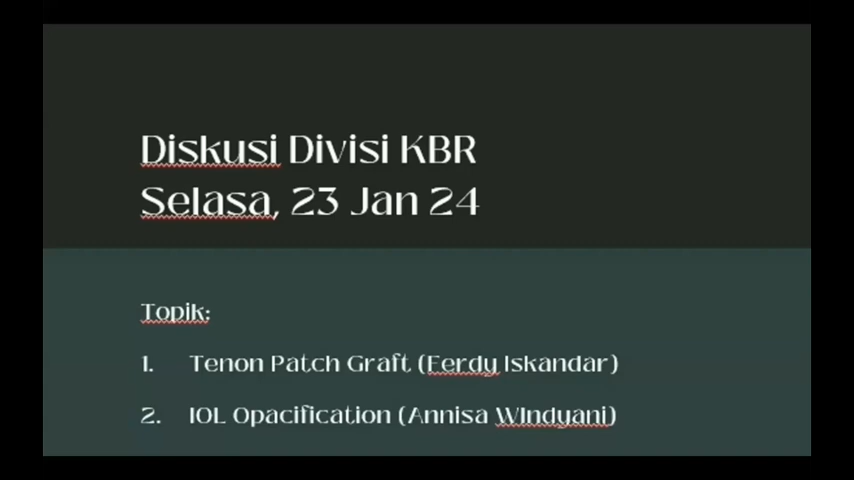 Diskusi Divisi KBR
Selasa, 23 Jan 24
Topik:
1. Tenon Patch Graft (Ferdy Iskandar)
2. IOL Opacification (Annisa WIndyani)